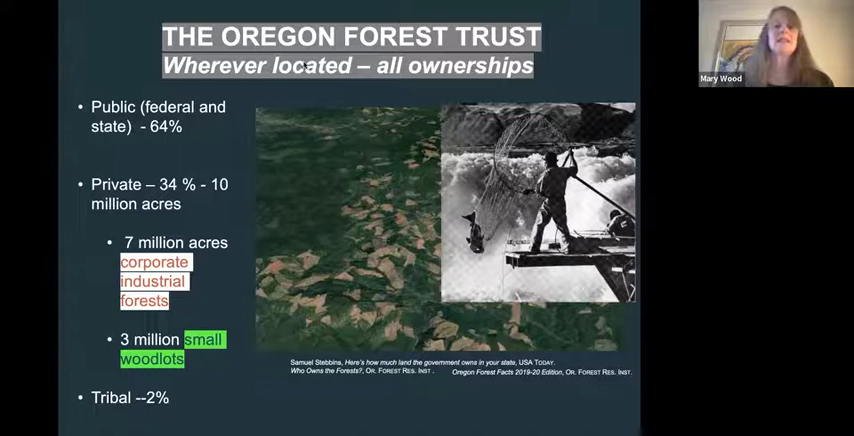 THE OREGON FOREST TRUST
Wherever located – all ownerships
Mary Wood
• Public (federal and
state) - 64%
• Private – 34 % - 10
million acres
• 7 million acres
corporate
industrial
forests
• 3 million small
woodlots
• Tribal --2%
Samuel Stebbins, Here's how much land the government owns in your state, USA TODAY.
Who Owns the Forests?, OR. FOREST RES. INST .
Oregon Forest Facts 2019-20 Edition, OR. FOREST RES. INST.